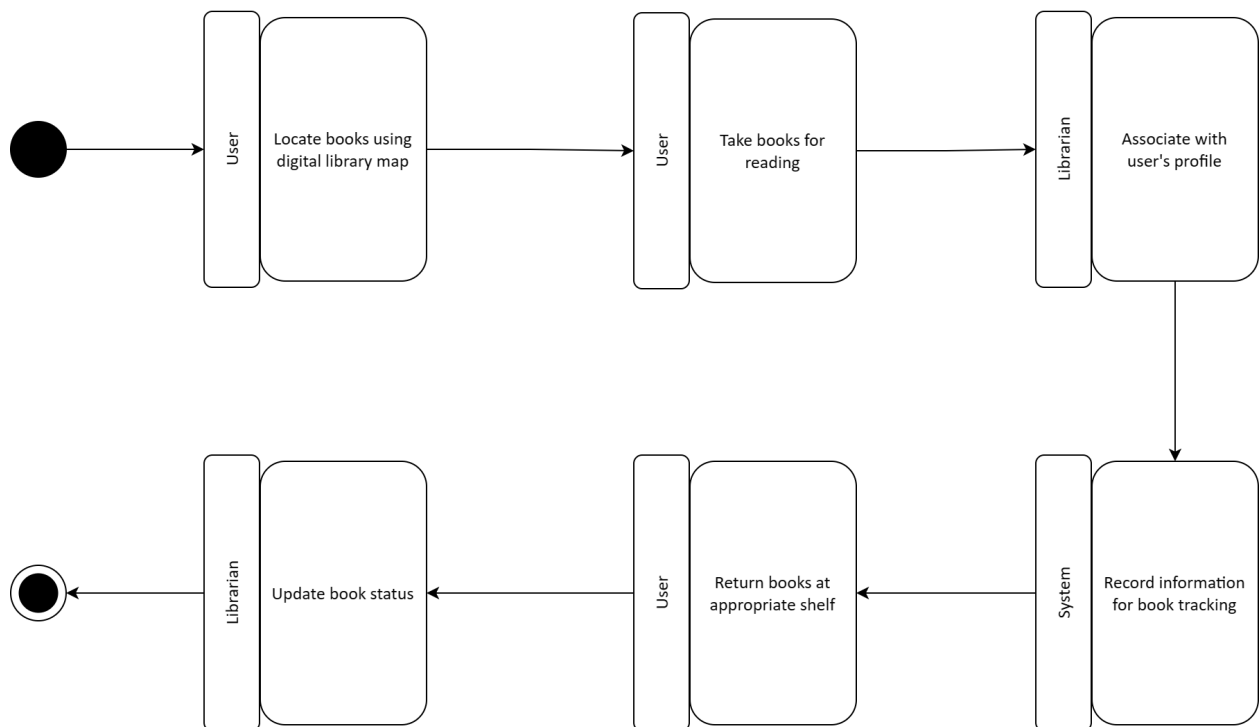 User
Locate books using
digital library map
User
Take books for
reading
Librarian
Associate with
user's profile
System
Record information
for book tracking
User
Return books at
appropriate shelf
Librarian
Update book status